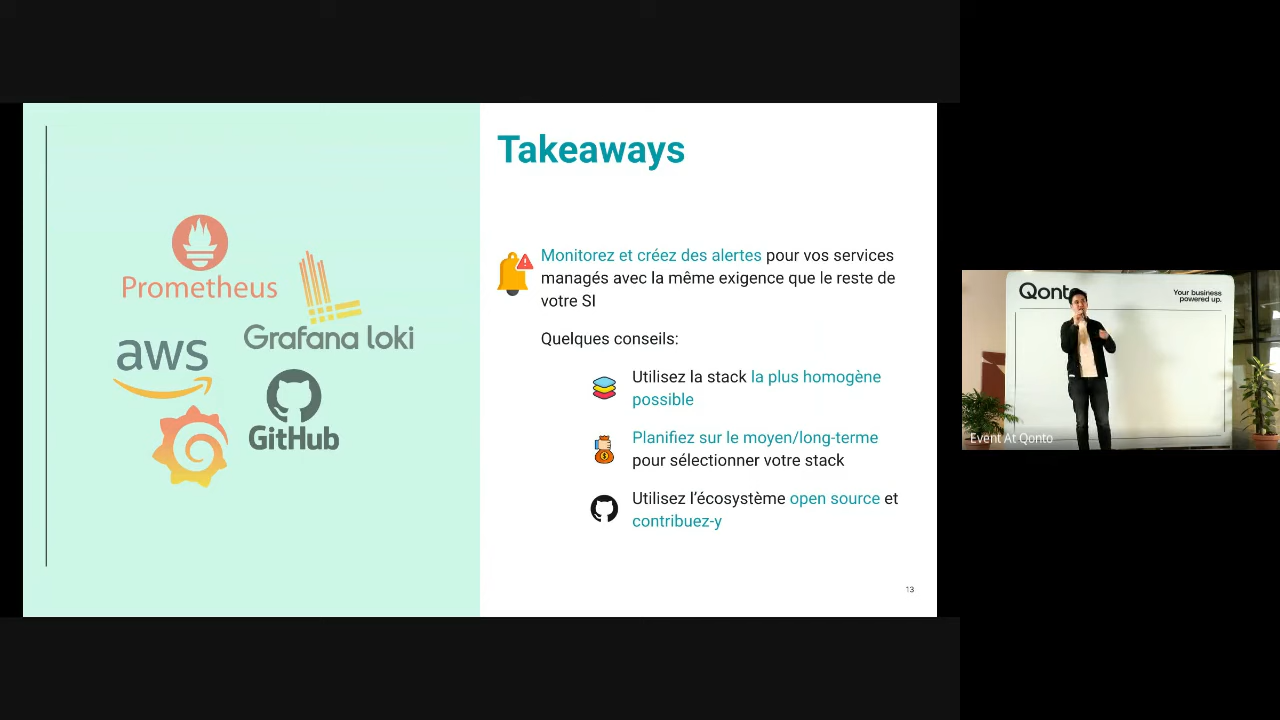 Takeaways
Monitorez et créez des alertes pour vos services
managés avec la même exigence que le reste de
votre SI
Quelques conseils:
Utilisez la stack la plus homogène
possible
Planifiez sur le moyen/long-terme
pour sélectionner votre stack
Utilisez l'écosystème open source et
contribuez-y
13
Prometheus
Grafana loki
aws
GitHub
Qonto
Your business
powered up.
Event At Qonto